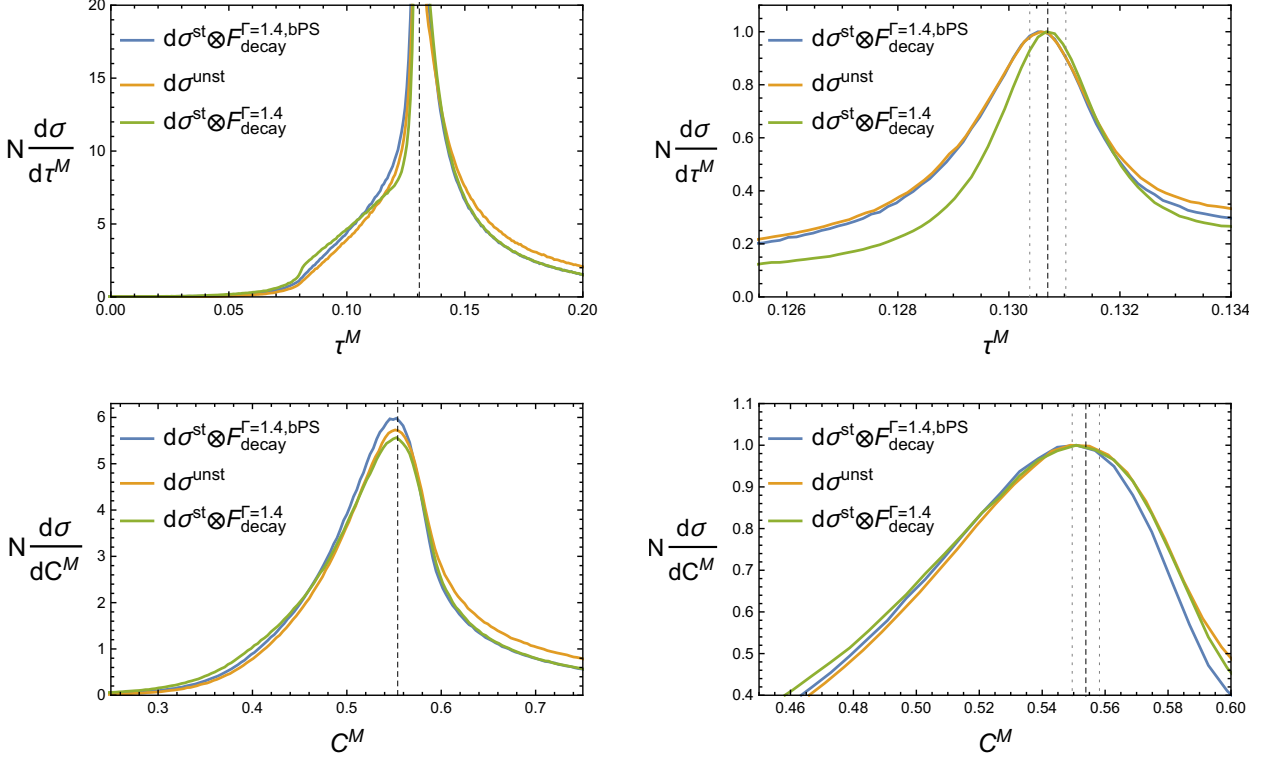 20
15
10
5
0
0.00 0.05 0.10 0.15 0.20
N dσ/dτ^M
τ^M
dσ^st⊗F_decay^Γ=1.4,bPS
dσ^unst
dσ^st⊗F_decay^Γ=1.4
1.0
0.8
0.6
0.4
0.2
0.0
0.126 0.128 0.130 0.132 0.134
N dσ/dτ^M
τ^M
dσ^st⊗F_decay^Γ=1.4,bPS
dσ^unst
dσ^st⊗F_decay^Γ=1.4
6
5
4
3
2
1
0
0.3 0.4 0.5 0.6 0.7
N dσ/dC^M
C^M
dσ^st⊗F_decay^Γ=1.4,bPS
dσ^unst
dσ^st⊗F_decay^Γ=1.4
1.1
1.0
0.9
0.8
0.7
0.6
0.5
0.4
0.46 0.48 0.50 0.52 0.54 0.56 0.58 0.60
N dσ/dC^M
C^M
dσ^st⊗F_decay^Γ=1.4,bPS
dσ^unst
dσ^st⊗F_decay^Γ=1.4